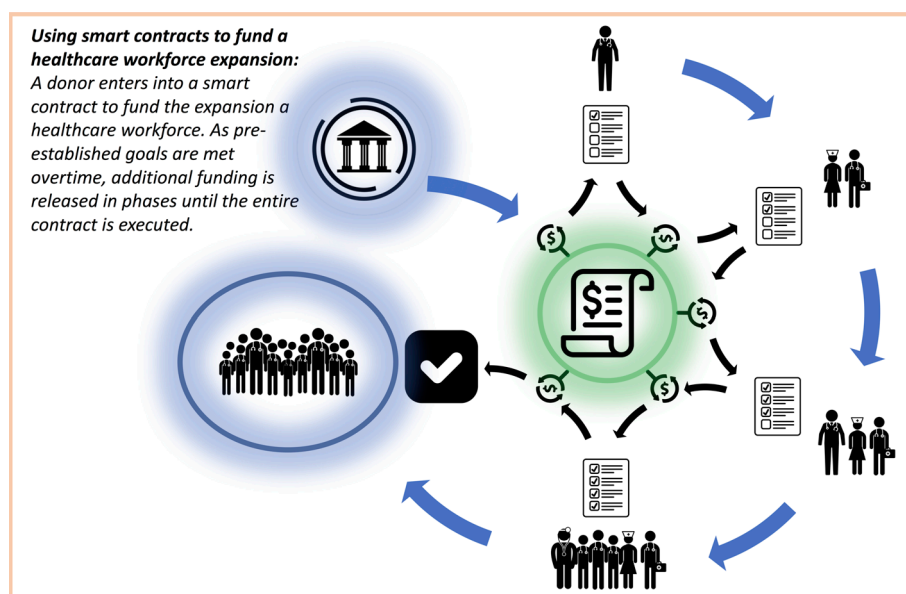 Using smart contracts to fund a
healthcare workforce expansion:
A donor enters into a smart
contract to fund the expansion a
healthcare workforce. As pre-
established goals are met
overtime, additional funding is
released in phases until the entire
contract is executed.
$
$
$
$
$
$